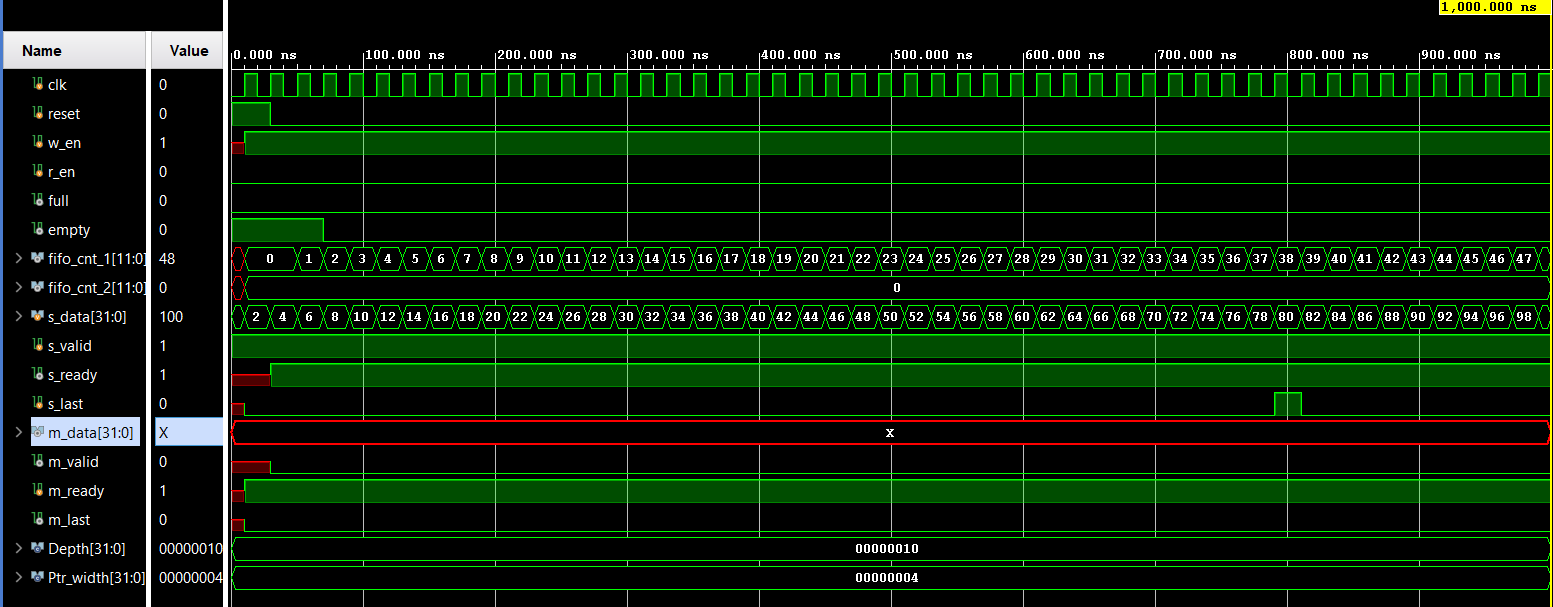 1,000.000 ns
Name Value
0.000 ns 100.000 ns 200.000 ns 300.000 ns 400.000 ns 500.000 ns 600.000 ns 700.000 ns 800.000 ns 900.000 ns
clk 0
reset 0
w_en 1
r_en 0
full 0
empty 0
fifo_cnt_1[11:0] 48 0 1 2 3 4 5 6 7 8 9 10 11 12 13 14 15 16 17 18 19 20 21 22 23 24 25 26 27 28 29 30 31 32 33 34 35 36 37 38 39 40 41 42 43 44 45 46 47
fifo_cnt_2[11:0] 0 0
s_data[31:0] 100 2 4 6 8 10 12 14 16 18 20 22 24 26 28 30 32 34 36 38 40 42 44 46 48 50 52 54 56 58 60 62 64 66 68 70 72 74 76 78 80 82 84 86 88 90 92 94 96 98
s_valid 1
s_ready 1
s_last 0
m_data[31:0] X X
m_valid 0
m_ready 1
m_last 0
Depth[31:0] 00000010 00000010
Ptr_width[31:0] 00000004 00000004